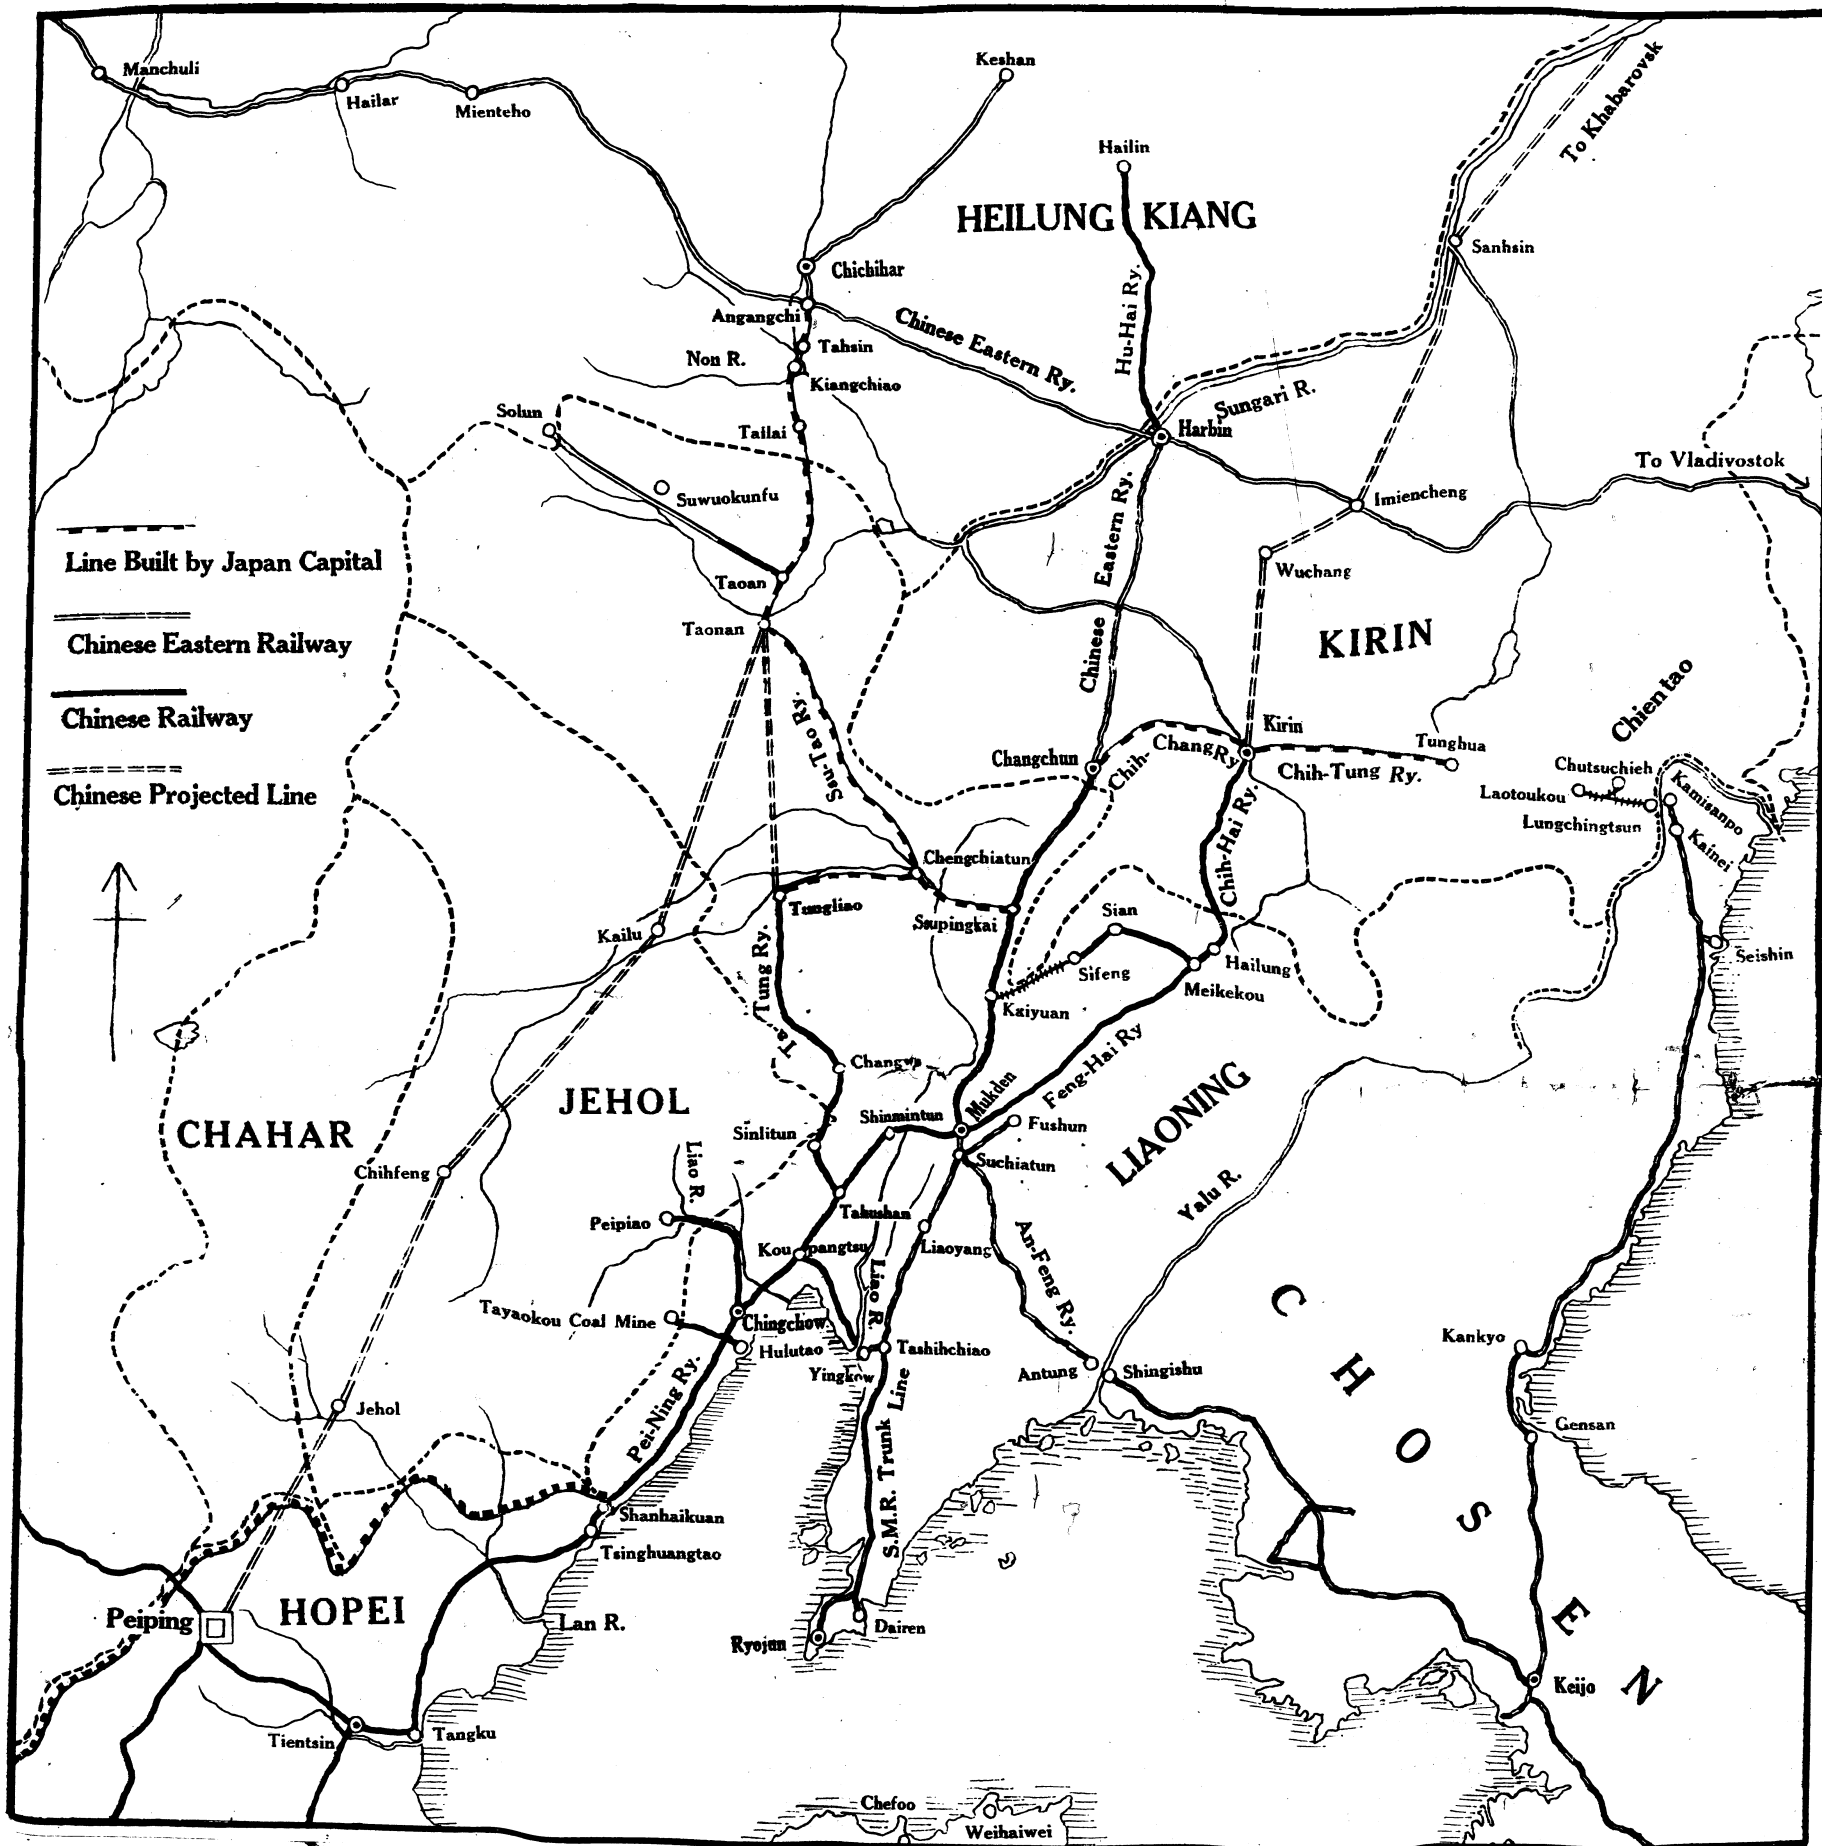 Manchuli
Hailar
Mienteho
Keshan
Hailin
To Khabarovsk
HEILUNG KIANG
Sanhsin
Chichihar
Angangchi
Chinese Eastern Ry.
Hu-Hai Ry.
Tahsin
Non R.
Kiangchiao
Solun
Tailai
Sungari R.
Harbin
To Vladivostok
Suwuokunfu
Imiencheng
Line Built by Japan Capital
Taoan
Chinese Eastern Ry.
Wuchang
Chinese Eastern Railway
Taonan
KIRIN
Chinese Railway
Ssu-Tao Ry.
Chientao
Kirin
Changchun
Chih-Chang Ry
Tunghua
Chih-Tung Ry.
Chutsuchieh
Kamisanpo
Chinese Projected Line
Laotoukou
Lungchingtsun
Kainei
Chih-Hai Ry.
Chengchiatun
Tungliao
Ssupingkai
Sian
Kailu
Ta-Tung Ry.
Sifeng
Hailung
Seishin
Meikekou
Kaiyuan
Feng-Hai Ry
Changwu
JEHOL
Mukden
LIAONING
CHAHAR
Shinmintun
Fushun
Sinlitun
Liao R.
Suchiatun
Chihfeng
Yalu R.
Peipiao
Takushan
Koupangtsu
Liaoyang
An-Feng Ry.
Liao R.
CHOSEN
Tayaokou Coal Mine
Chingchow
Hulutao
Tashihchiao
Kankyo
Yingkow
Antung
Shingishu
Jehol
Pei-Ning Ry.
S.M.R. Trunk Line
Gensan
Shanhaikuan
Tsinghuangtao
HOPEI
Peiping
Lan R.
Ryojun
Dairen
Keijo
Tientsin
Tangku
Chefoo
Weihaiwei